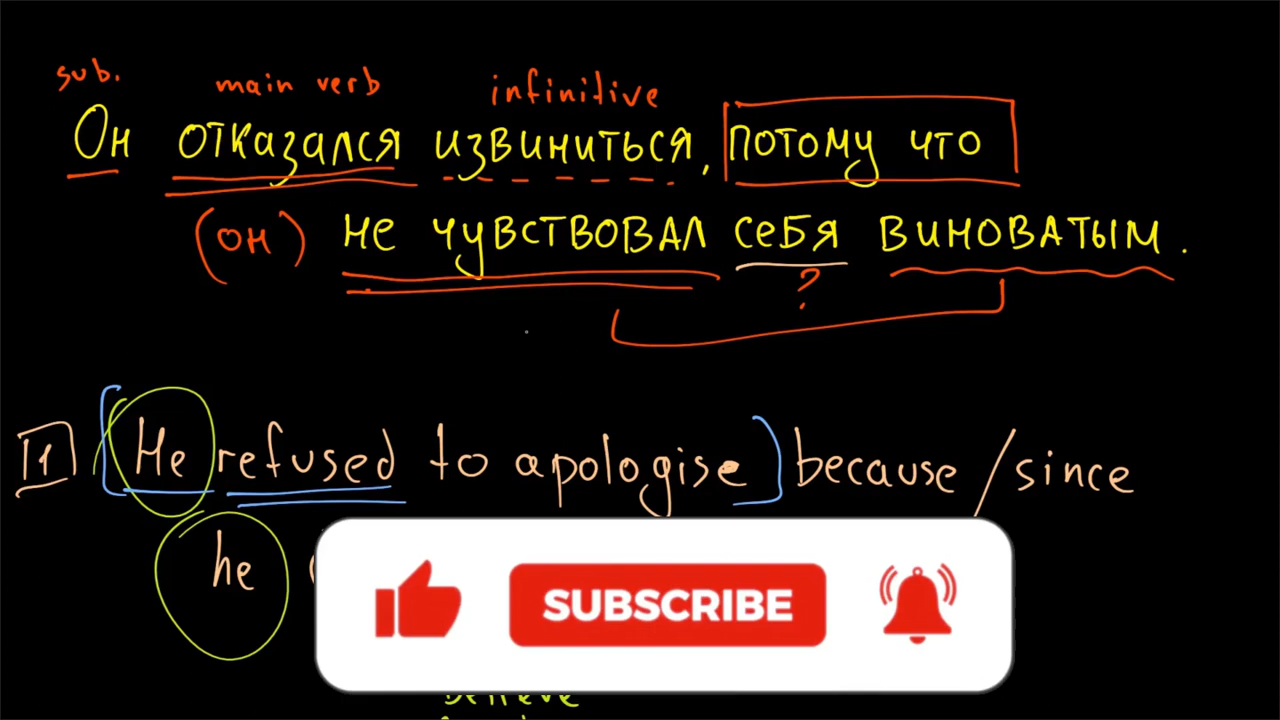 sub. main verb infinitive
Он отказался извиниться, потому что
(он) не чувствовал себя виноватым.
?
1 He refused to apologise because / since
he
SUBSCRIBE
believe